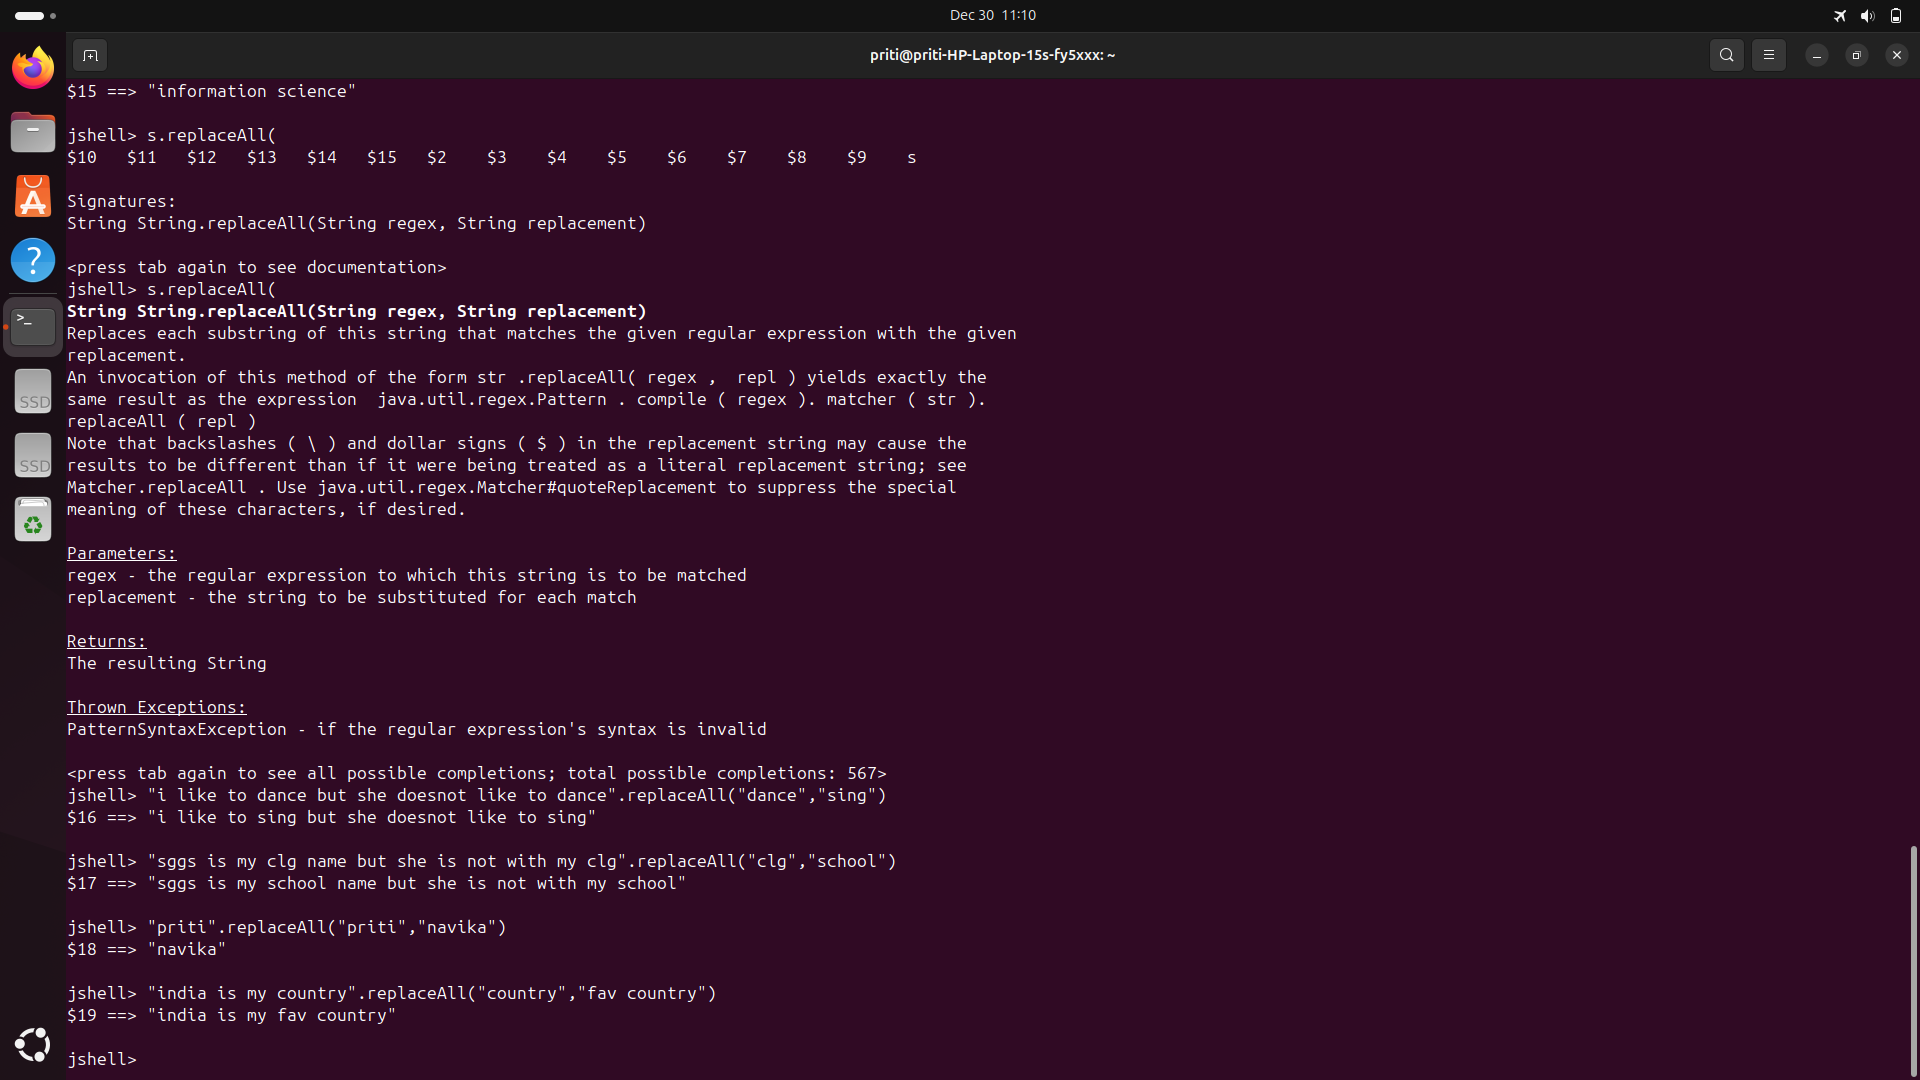 Dec 30 11:10
priti@priti-HP-Laptop-15s-fy5xxx: ~
$15 ==> "information science"
jshell> s.replaceAll(
$10 $11 $12 $13 $14 $15 $2 $3 $4 $5 $6 $7 $8 $9 s
Signatures:
String String.replaceAll(String regex, String replacement)
<press tab again to see documentation>
jshell> s.replaceAll(
String String.replaceAll(String regex, String replacement)
Replaces each substring of this string that matches the given regular expression with the given
replacement.
An invocation of this method of the form str .replaceAll( regex ,  repl ) yields exactly the
same result as the expression  java.util.regex.Pattern . compile ( regex ). matcher ( str ).
replaceAll ( repl )
Note that backslashes ( \ ) and dollar signs ( $ ) in the replacement string may cause the
results to be different than if it were being treated as a literal replacement string; see
Matcher.replaceAll . Use java.util.regex.Matcher#quoteReplacement to suppress the special
meaning of these characters, if desired.
Parameters:
regex - the regular expression to which this string is to be matched
replacement - the string to be substituted for each match
Returns:
The resulting String
Thrown Exceptions:
PatternSyntaxException - if the regular expression's syntax is invalid
<press tab again to see all possible completions; total possible completions: 567>
jshell> "i like to dance but she doesnot like to dance".replaceAll("dance","sing")
$16 ==> "i like to sing but she doesnot like to sing"
jshell> "sggs is my clg name but she is not with my clg".replaceAll("clg","school")
$17 ==> "sggs is my school name but she is not with my school"
jshell> "priti".replaceAll("priti","navika")
$18 ==> "navika"
jshell> "india is my country".replaceAll("country","fav country")
$19 ==> "india is my fav country"
jshell>
SSD
SSD